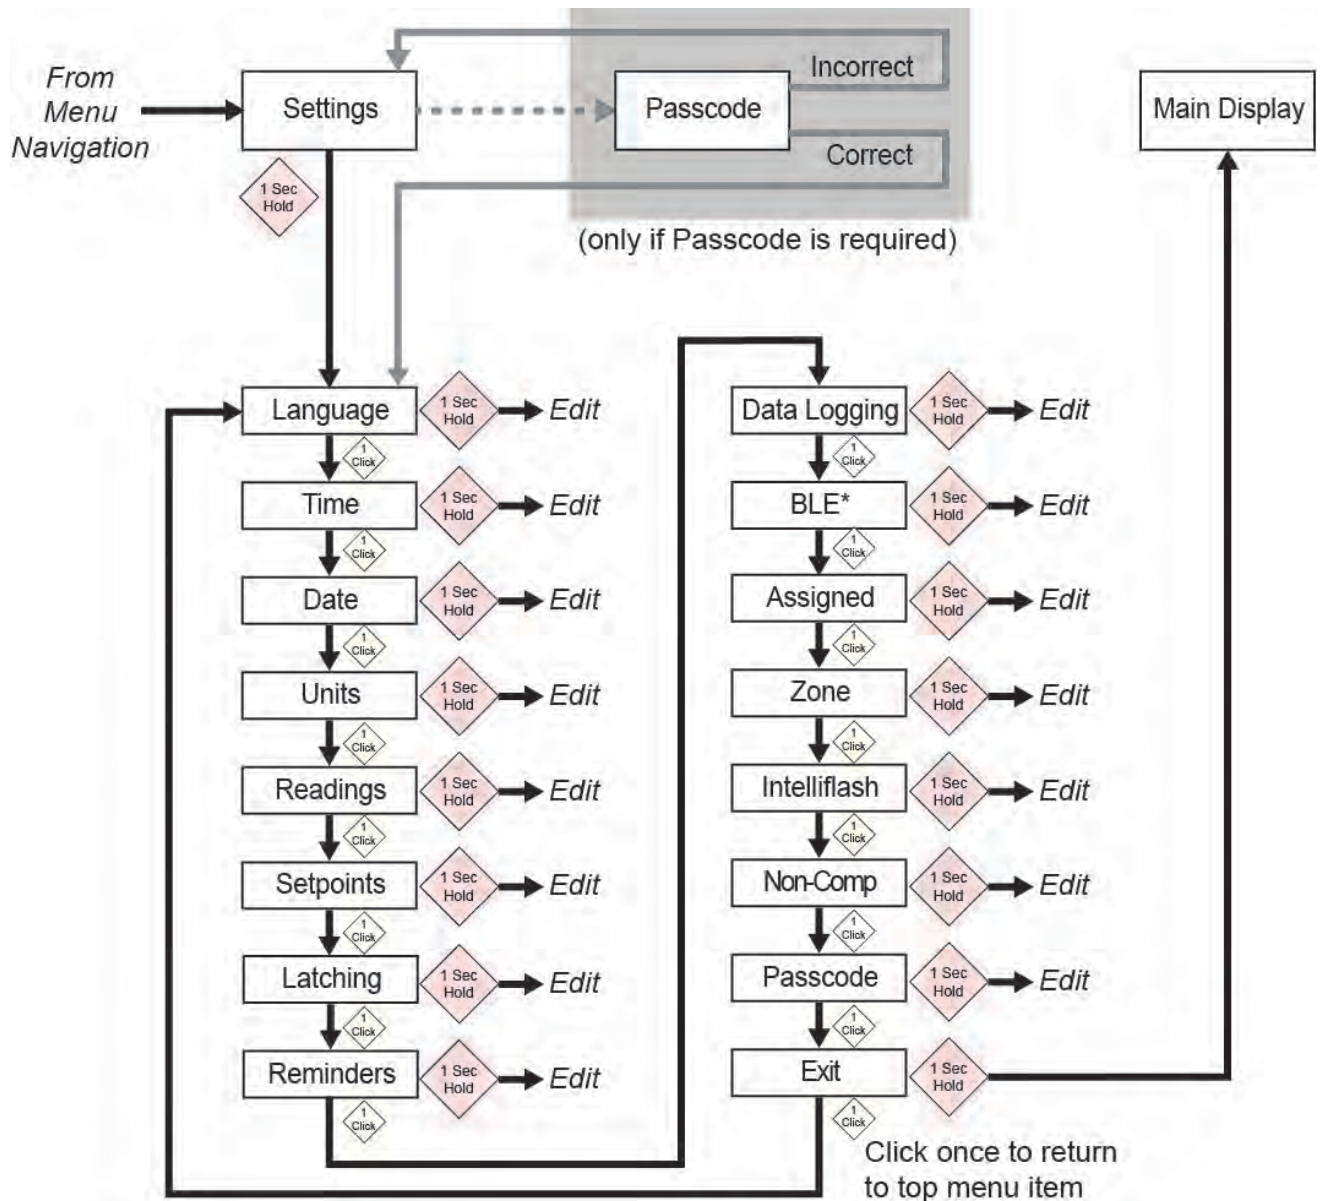 From
Menu
Navigation
Settings
Passcode
Incorrect
Correct
Main Display
1 Sec
Hold
(only if Passcode is required)
Language
1 Sec
Hold
Edit
1
Click
Time
1 Sec
Hold
Edit
1
Click
Date
1 Sec
Hold
Edit
1
Click
Units
1 Sec
Hold
Edit
1
Click
Readings
1 Sec
Hold
Edit
1
Click
Setpoints
1 Sec
Hold
Edit
1
Click
Latching
1 Sec
Hold
Edit
1
Click
Reminders
1 Sec
Hold
Edit
1
Click
Data Logging
1 Sec
Hold
Edit
1
Click
BLE*
1 Sec
Hold
Edit
1
Click
Assigned
1 Sec
Hold
Edit
1
Click
Zone
1 Sec
Hold
Edit
1
Click
Intelliflash
1 Sec
Hold
Edit
1
Click
Non-Comp
1 Sec
Hold
Edit
1
Click
Passcode
1 Sec
Hold
Edit
1
Click
Exit
1 Sec
Hold
1
Click
Click once to return
to top menu item